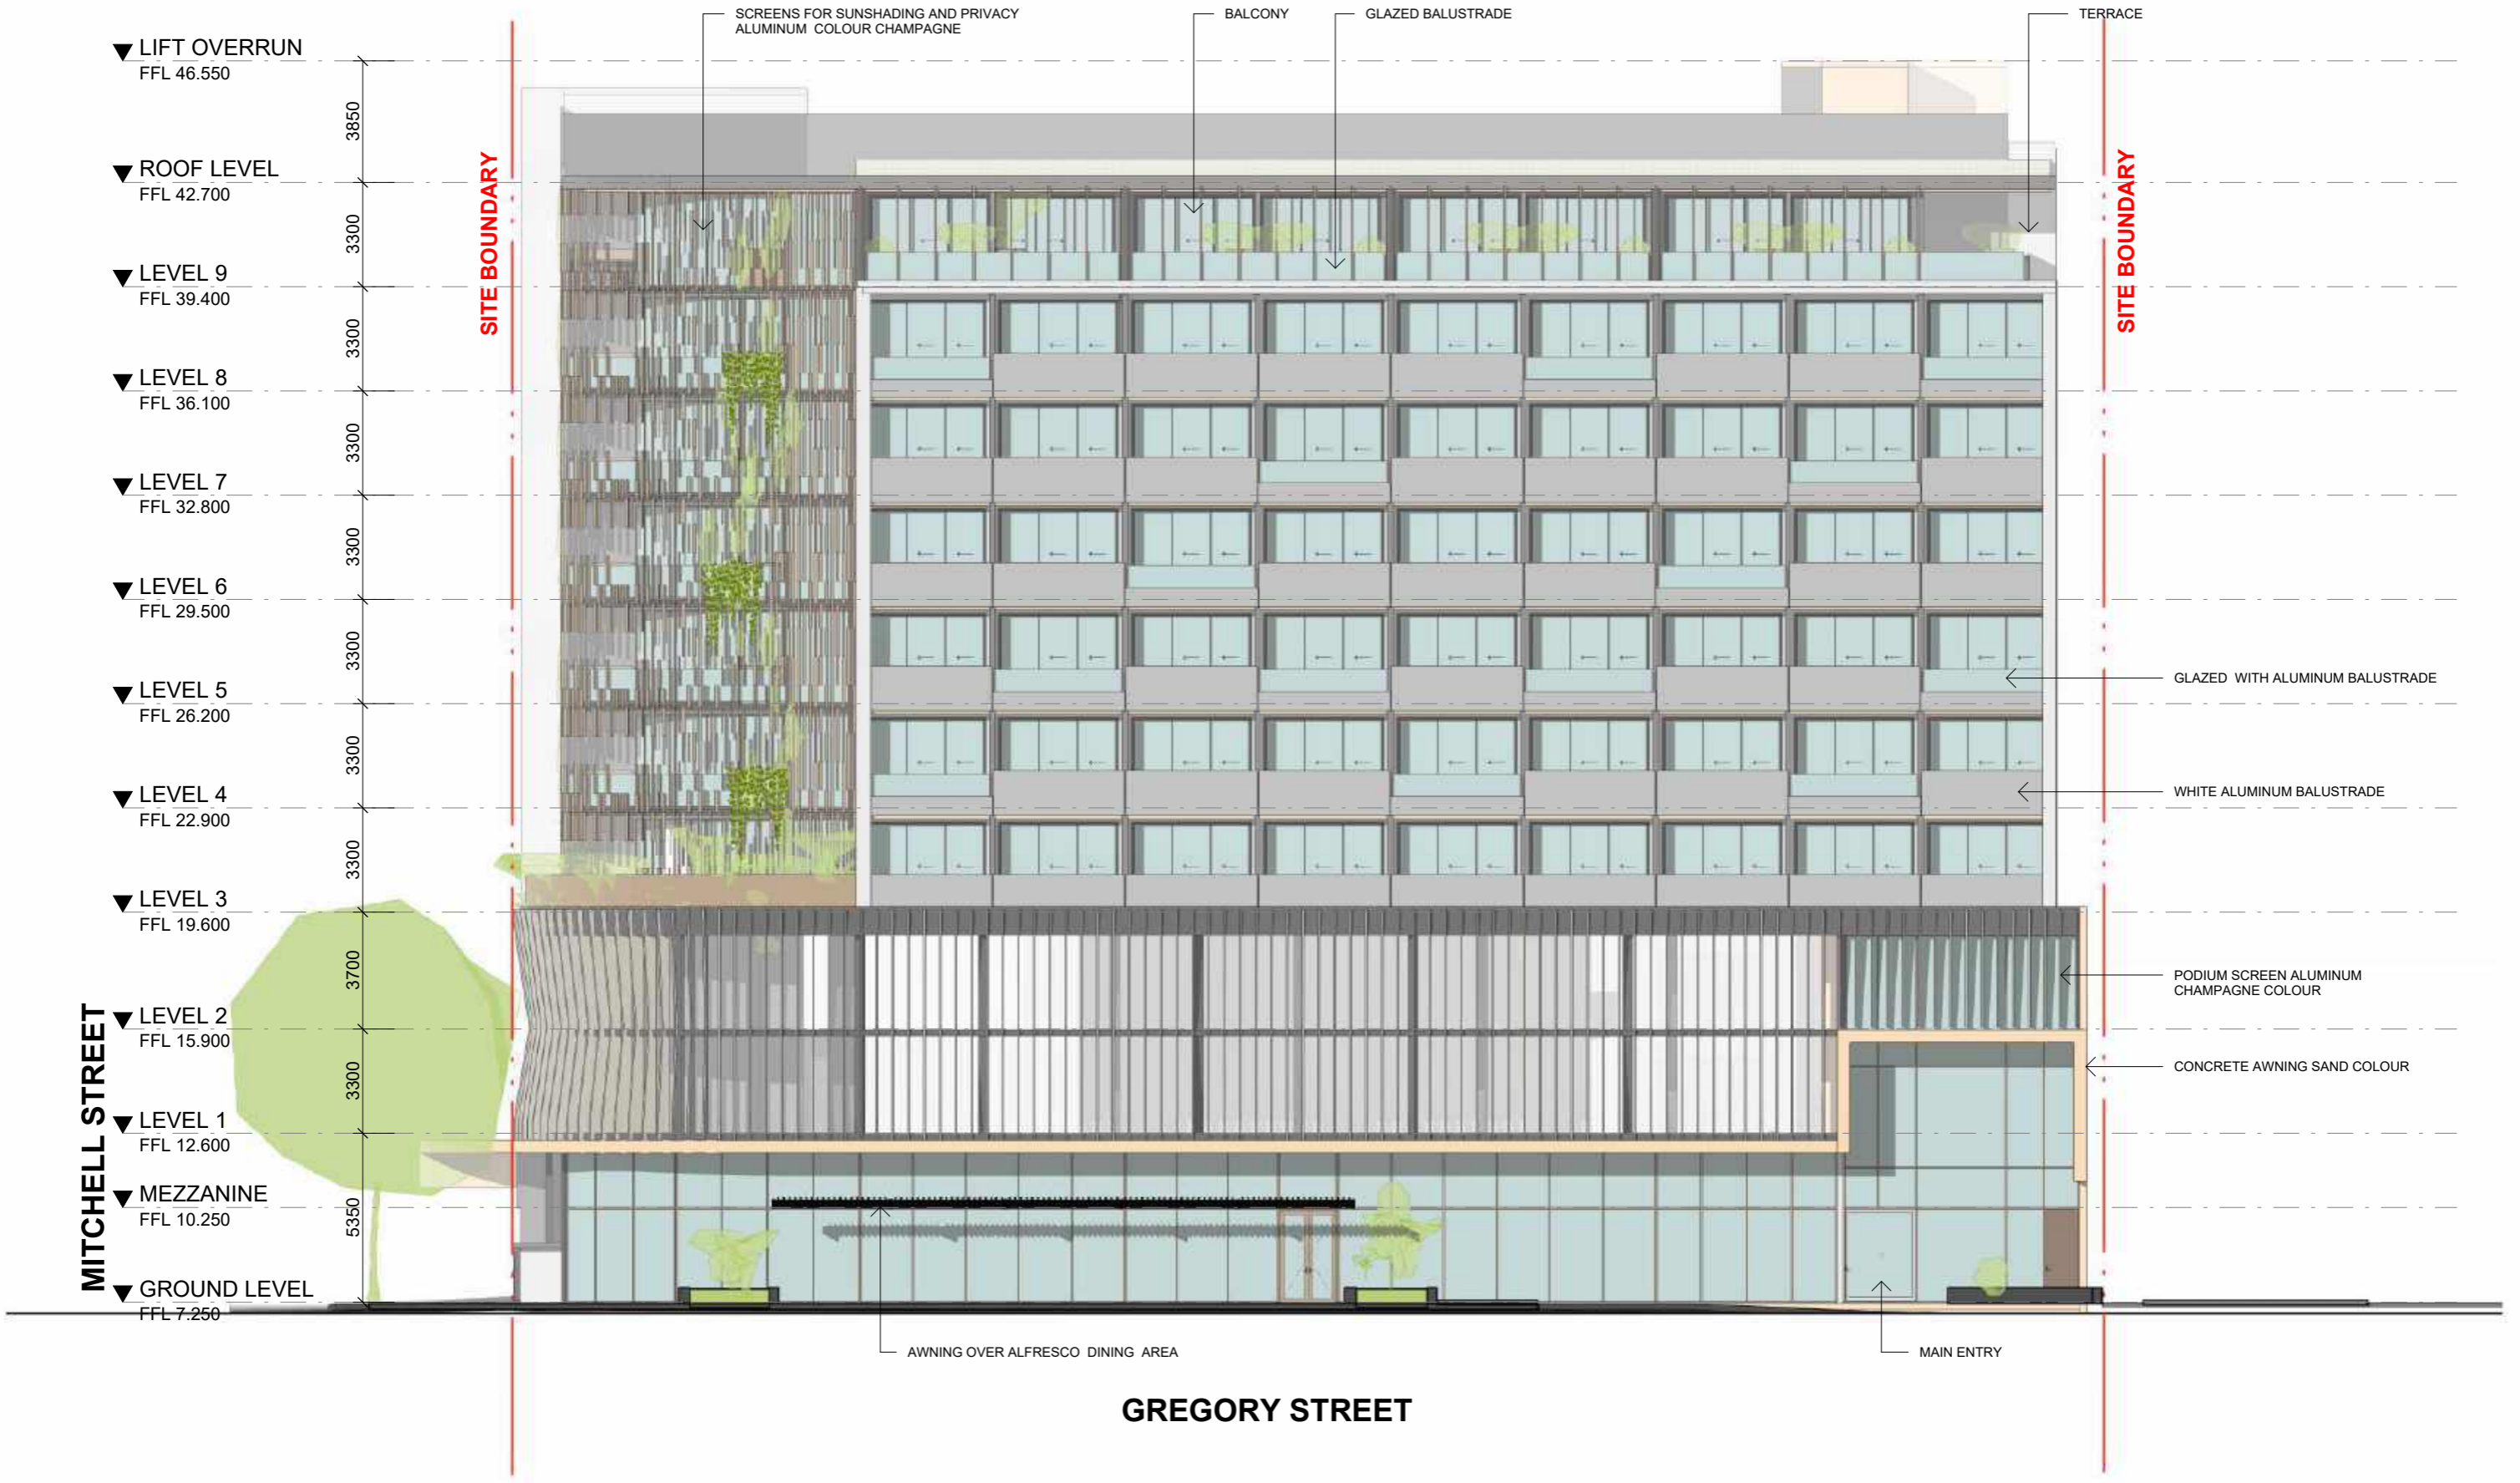 SCREENS FOR SUNSHADING AND PRIVACY
ALUMINUM COLOUR CHAMPAGNE
BALCONY
GLAZED BALUSTRADE
TERRACE
LIFT OVERRUN
FFL 46.550
3850
ROOF LEVEL
FFL 42.700
3300
LEVEL 9
FFL 39.400
3300
LEVEL 8
FFL 36.100
3300
LEVEL 7
FFL 32.800
3300
LEVEL 6
FFL 29.500
3300
LEVEL 5
FFL 26.200
3300
LEVEL 4
FFL 22.900
3300
LEVEL 3
FFL 19.600
3700
LEVEL 2
FFL 15.900
3300
LEVEL 1
FFL 12.600
MEZZANINE
FFL 10.250
5350
GROUND LEVEL
FFL 7.250
MITCHELL STREET
SITE BOUNDARY
SITE BOUNDARY
GLAZED WITH ALUMINUM BALUSTRADE
WHITE ALUMINUM BALUSTRADE
PODIUM SCREEN ALUMINUM
CHAMPAGNE COLOUR
CONCRETE AWNING SAND COLOUR
AWNING OVER ALFRESCO DINING AREA
MAIN ENTRY
GREGORY STREET